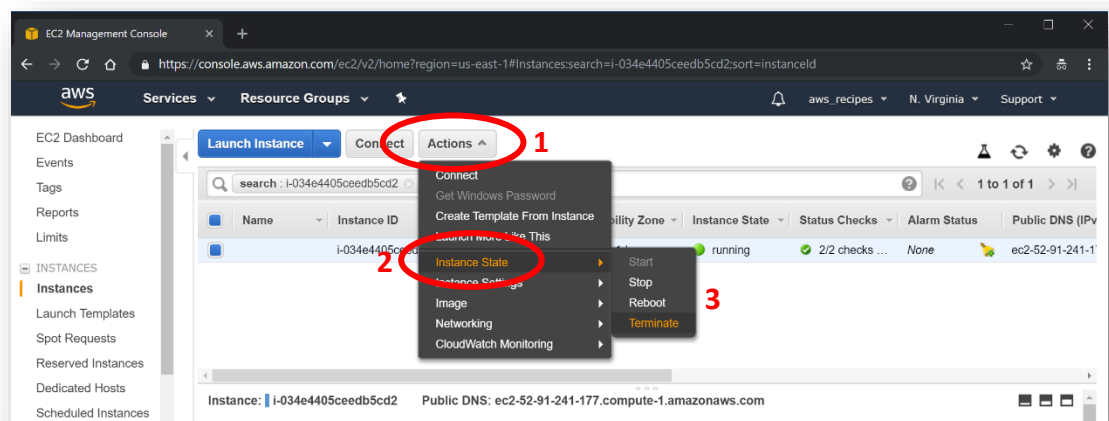 EC2 Management Console
https://console.aws.amazon.com/ec2/v2/home?region=us-east-1#Instances:search=i-034e4405ceedb5cd2;sort=instanceId
aws Services Resource Groups aws_recipes N. Virginia Support
EC2 Dashboard
Events
Tags
Reports
Limits
INSTANCES
Instances
Launch Templates
Spot Requests
Reserved Instances
Dedicated Hosts
Scheduled Instances
Launch Instance Connect Actions 1
search : i-034e4405ceedb5cd2 1 to 1 of 1
Name Instance ID bility Zone Instance State Status Checks Alarm Status Public DNS (IPv
i-034e4405ceed running 2/2 checks ... None ec2-52-91-241-17
Connect
Get Windows Password
Create Template From Instance
Launch More Like This
2 Instance State
Instance Settings
Image
Networking
CloudWatch Monitoring
Start
Stop
Reboot 3
Terminate
Instance: i-034e4405ceedb5cd2 Public DNS: ec2-52-91-241-177.compute-1.amazonaws.com